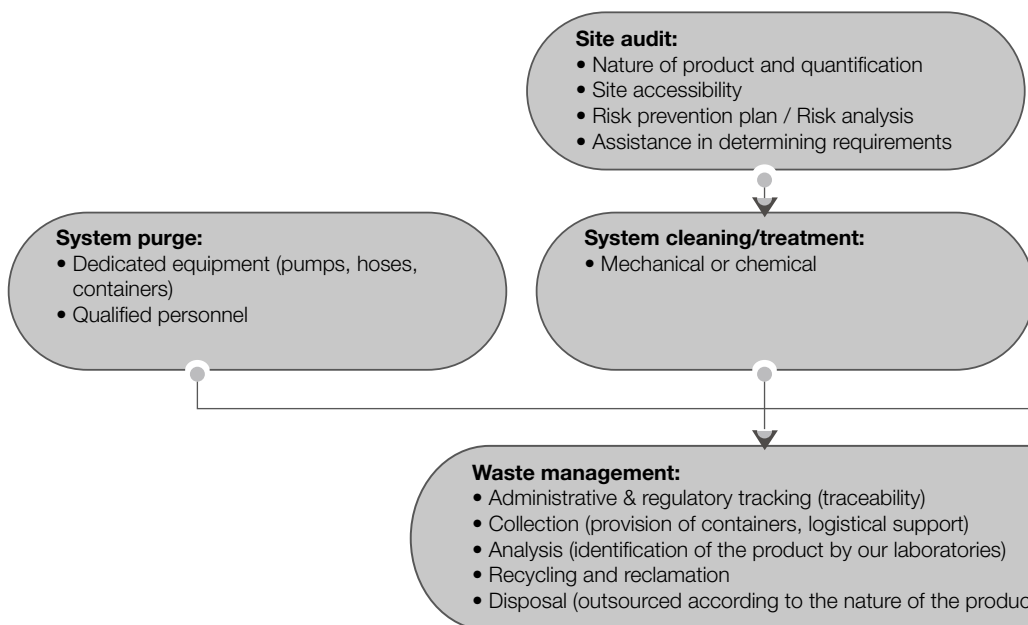 Site audit:
• Nature of product and quantification
• Site accessibility
• Risk prevention plan / Risk analysis
• Assistance in determining requirements
System purge:
• Dedicated equipment (pumps, hoses,
containers)
• Qualified personnel
System cleaning/treatment:
• Mechanical or chemical
Waste management:
• Administrative & regulatory tracking (traceability)
• Collection (provision of containers, logistical support)
• Analysis (identification of the product by our laboratories)
• Recycling and reclamation
• Disposal (outsourced according to the nature of the produc